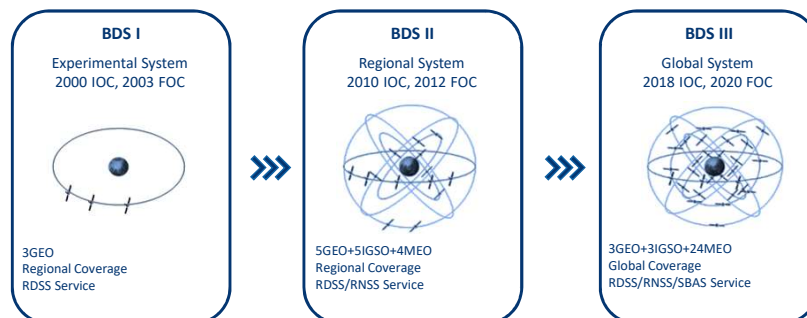 BDS I
Experimental System
2000 IOC, 2003 FOC
3GEO
Regional Coverage
RDSS Service
BDS II
Regional System
2010 IOC, 2012 FOC
5GEO+5IGSO+4MEO
Regional Coverage
RDSS/RNSS Service
BDS III
Global System
2018 IOC, 2020 FOC
3GEO+3IGSO+24MEO
Global Coverage
RDSS/RNSS/SBAS Service